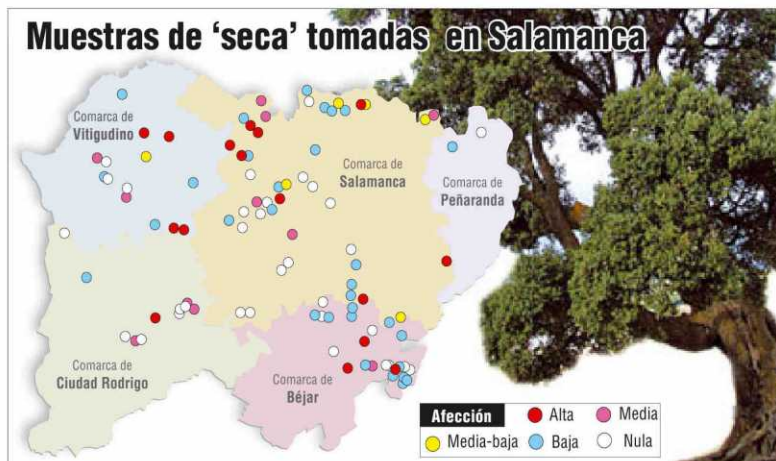 Muestras de ‘seca’ tomadas en Salamanca
Comarca de
Vitigudino
Comarca de
Salamanca
Comarca de
Peñaranda
Comarca de
Ciudad Rodrigo
Comarca de
Béjar
Afección
Alta
Media
Media-baja
Baja
Nula